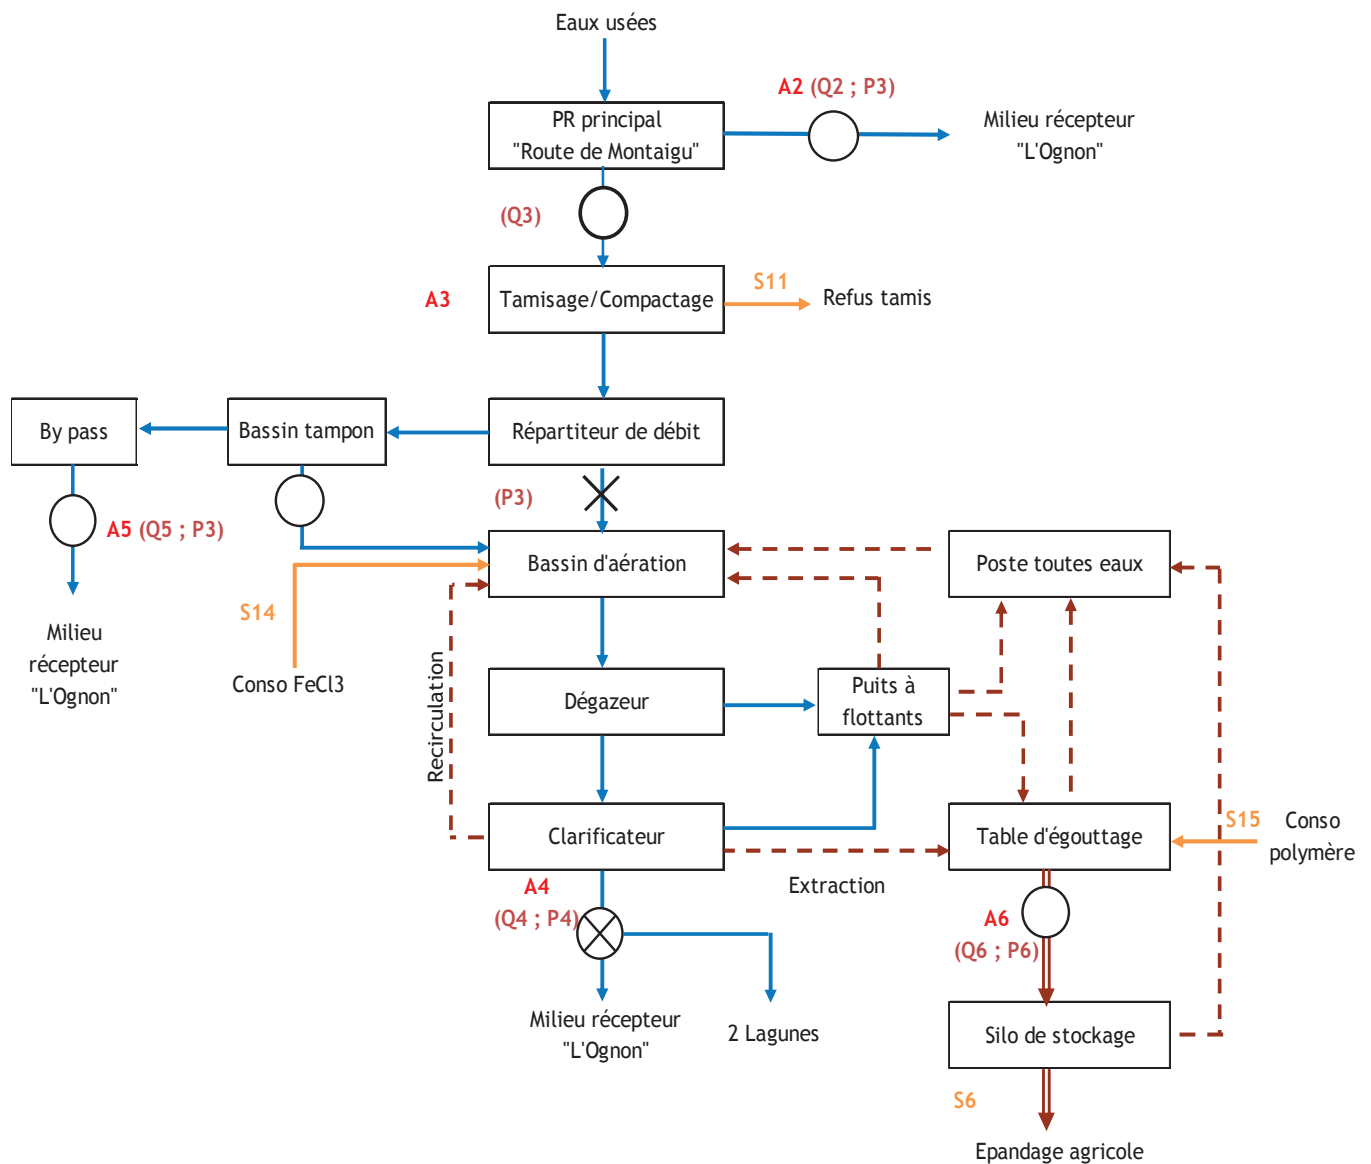 Eaux usées
A2 (Q2 ; P3)
PR principal
"Route de Montaigu"
Milieu récepteur
"L'Ognon"
(Q3)
A3
Tamisage/Compactage
S11
Refus tamis
By pass
Bassin tampon
Répartiteur de débit
(P3)
A5 (Q5 ; P3)
Bassin d'aération
Poste toutes eaux
S14
Milieu
récepteur
"L'Ognon"
Conso FeCl3
Recirculation
Dégazeur
Puits à
flottants
Clarificateur
Table d'égouttage
S15
Conso
polymère
Extraction
A4
(Q4 ; P4)
A6
(Q6 ; P6)
Milieu récepteur
"L'Ognon"
2 Lagunes
Silo de stockage
S6
Epandage agricole